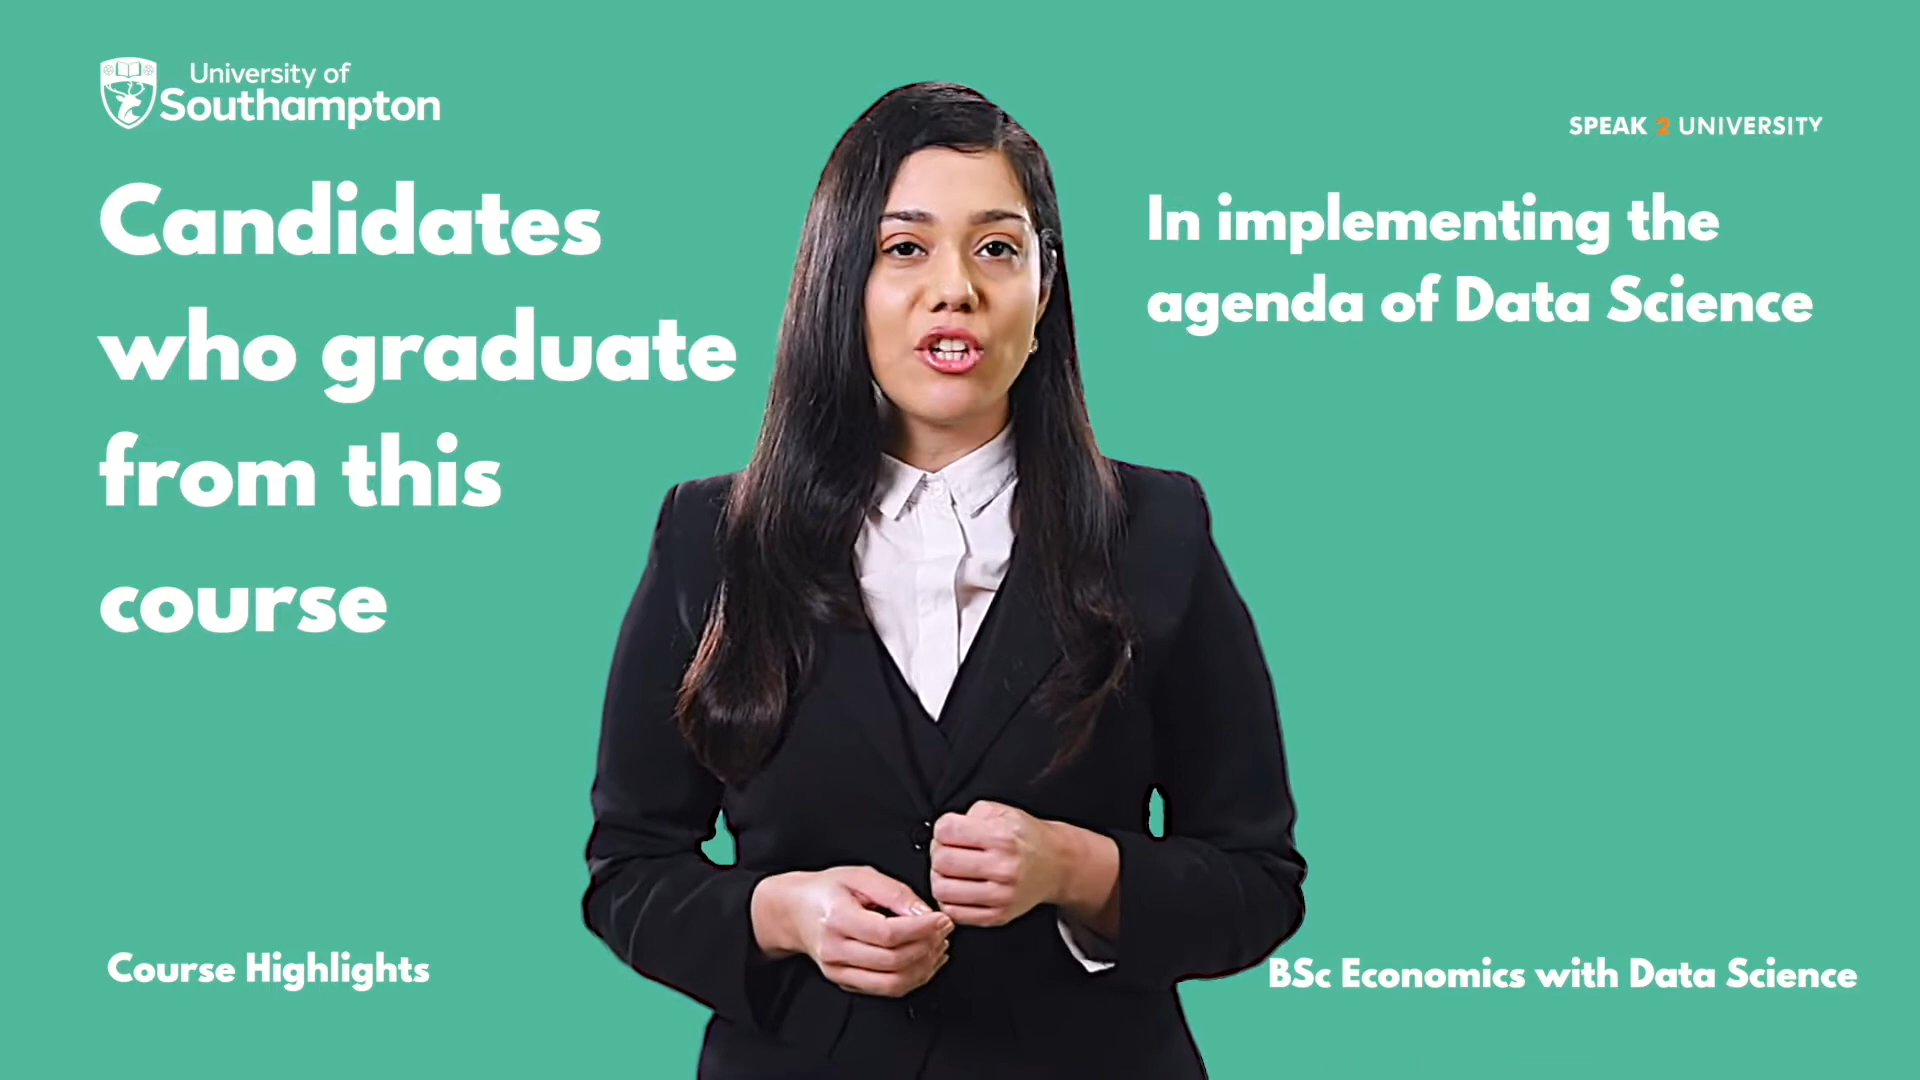 University of
Southampton
SPEAK 2 UNIVERSITY
Candidates
who graduate
from this
course
In implementing the
agenda of Data Science
Course Highlights
BSc Economics with Data Science